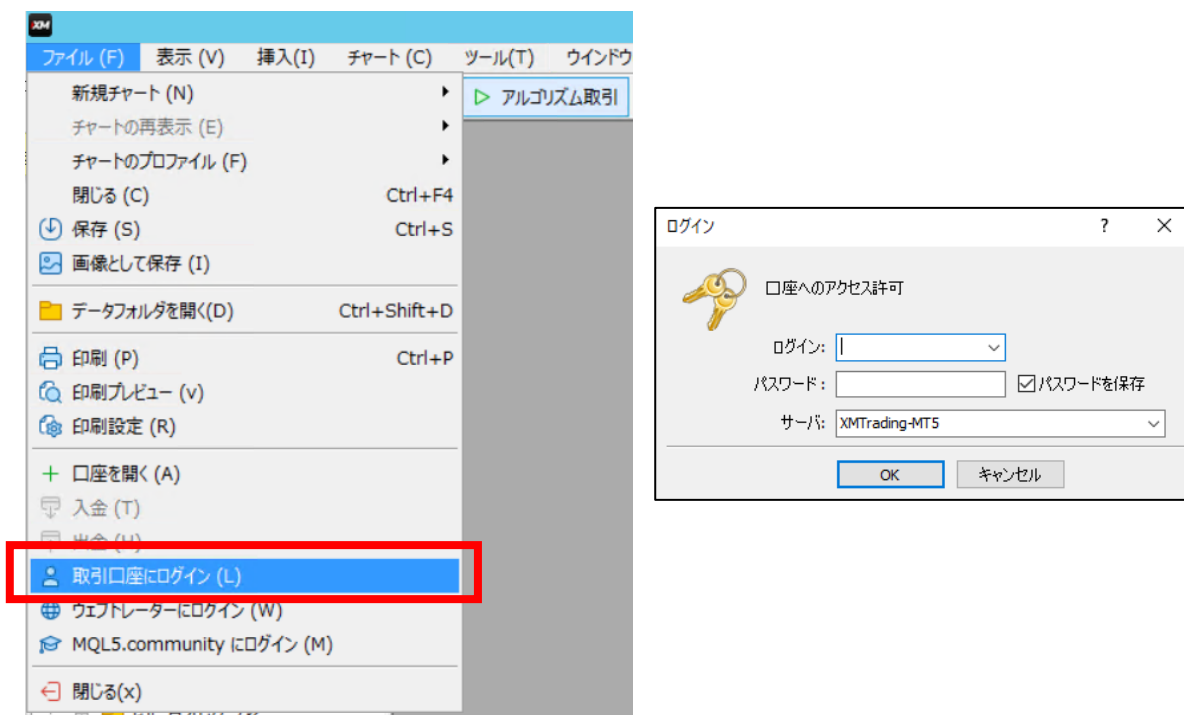 XM
ファイル (F) 表示 (V) 挿入(I) チャート (C) ツール(T) ウインドウ
新規チャート (N)
アルゴリズム取引
チャートの再表示 (E)
チャートのプロファイル (F)
閉じる (C) Ctrl+F4
保存 (S) Ctrl+S
画像として保存 (I)
データフォルダを開く(D) Ctrl+Shift+D
印刷 (P) Ctrl+P
印刷プレビュー (v)
印刷設定 (R)
口座を開く (A)
入金 (T)
出金 (U)
取引口座にログイン (L)
ウェブトレーダーにログイン (W)
MQL5.community にログイン (M)
閉じる(x)
ログイン ?
口座へのアクセス許可
ログイン:
パスワード : パスワードを保存
サーバ: XMTrading-MT5
OK キャンセル